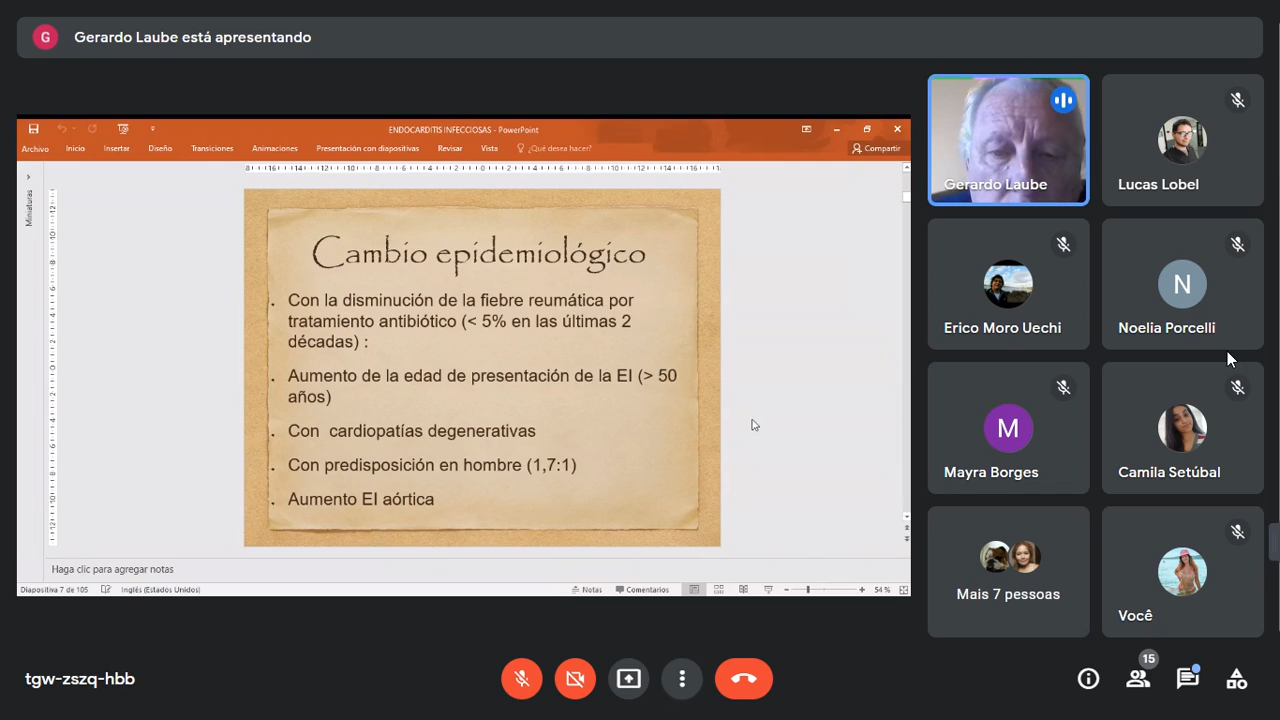 G
Gerardo Laube está apresentando
ENDOCARDITIS INFECCIOSAS - PowerPoint
Archivo Inicio Insertar Diseño Transiciones Animaciones Presentación con diapositivas Revisar Vista ¿Qué desea hacer? Compartir
Miniaturas
Cambio epidemiológico
. Con la disminución de la fiebre reumática por
tratamiento antibiótico (< 5% en las últimas 2
décadas) :
. Aumento de la edad de presentación de la EI (> 50
años)
. Con cardiopatías degenerativas
. Con predisposición en hombre (1,7:1)
. Aumento EI aórtica
Haga clic para agregar notas
Diapositiva 7 de 105 Inglés (Estados Unidos) Notas Comentarios 54 %
Gerardo Laube
Lucas Lobel
Erico Moro Uechi
N
Noelia Porcelli
M
Mayra Borges
Camila Setúbal
Mais 7 pessoas
Você
tgw-zszq-hbb
15